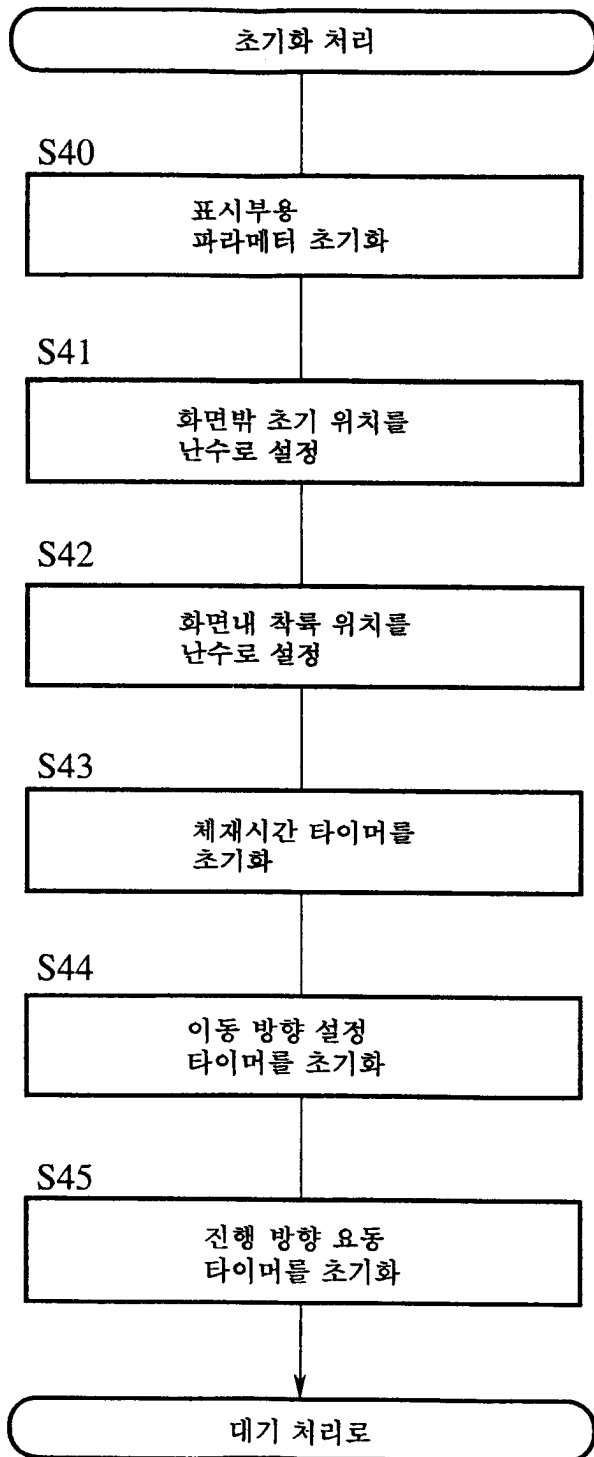 초기화 처리
S40
표시부용
파라메터 초기화
S41
화면밖 초기 위치를
난수로 설정
S42
화면내 착륙 위치를
난수로 설정
S43
체재시간 타이머를
초기화
S44
이동 방향 설정
타이머를 초기화
S45
진행 방향 요동
타이머를 초기화
대기 처리로